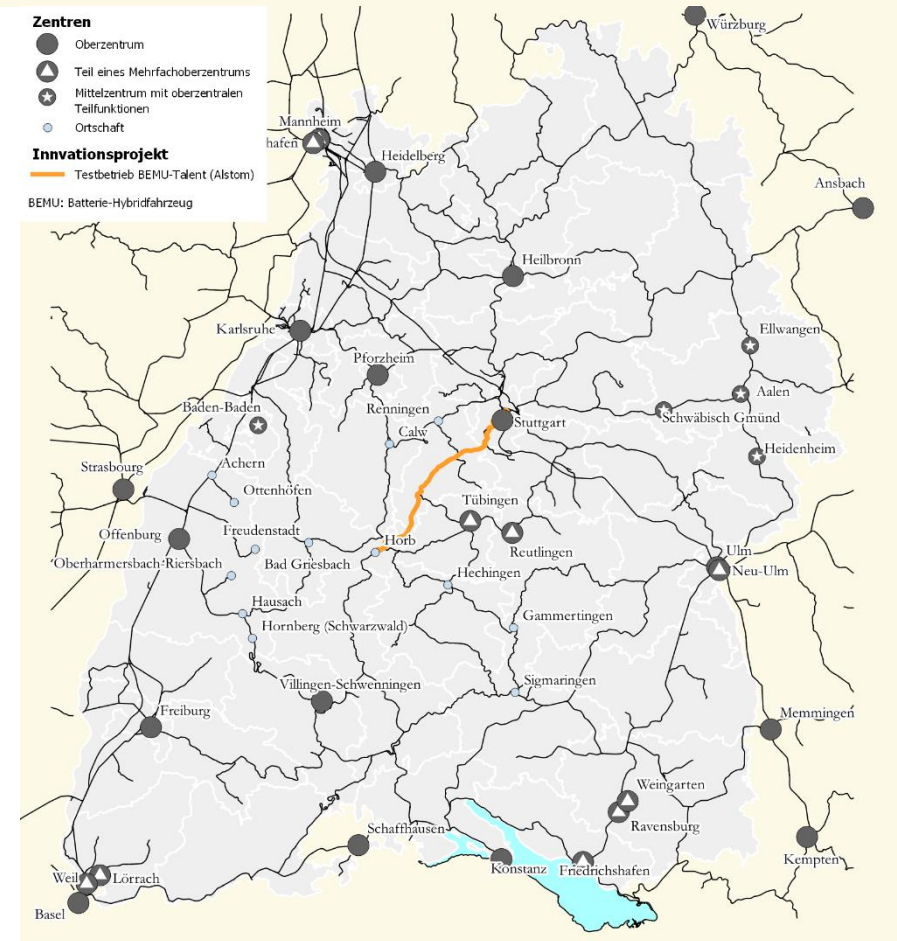 Zentren
Oberzentrum
Teil eines Mehrfachoberzentrums
Mittelzentrum mit oberzentralen
Teilfunktionen
Ortschaft
Innvationsprojekt
Testbetrieb BEMU-Talent (Alstom)
BEMU: Batterie-Hybridfahrzeug
Würzburg
Mannheim
hafen
Heidelberg
Ansbach
Heilbronn
Karlsruhe
Ellwangen
Pforzheim
Aalen
Baden-Baden
Renningen
Schwäbisch Gmünd
Stuttgart
Calw
Heidenheim
Strasbourg
Achern
Ottenhöfen
Tübingen
Offenburg
Freudenstadt
Horb
Reutlingen
Ulm
Oberharmersbach-Riersbach
Bad Griesbach
Hechingen
Neu-Ulm
Hausach
Gammertingen
Hornberg (Schwarzwald)
Villingen-Schwenningen
Sigmaringen
Freiburg
Memmingen
Weingarten
Ravensburg
Schaffhausen
Kempten
Konstanz
Friedrichshafen
Weil
Lörrach
Basel